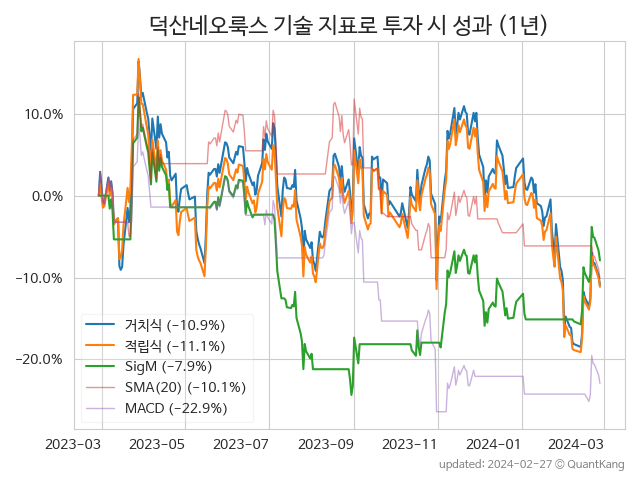 덕산네오룩스 기술 지표로 투자 시 성과 (1년)
10.0%
0.0%
−10.0%
−20.0%
거치식 (−10.9%)
적립식 (−11.1%)
SigM (−7.9%)
SMA(20) (−10.1%)
MACD (−22.9%)
2023−03 2023−05 2023−07 2023−09 2023−11 2024−01 2024−03
updated: 2024−02−27 ⓒ QuantKang